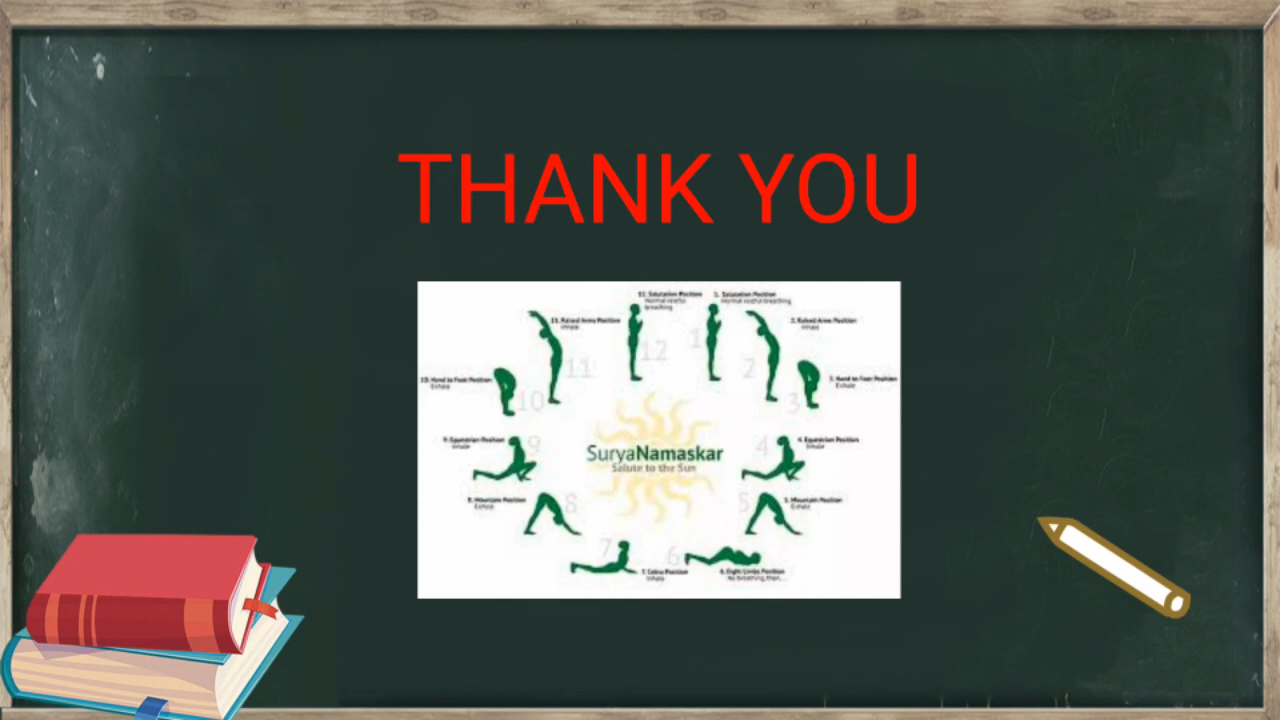 THANK YOU
12. Salutation Position
Normal restful
breathing
1. Salutation Position
Normal restful breathing
11. Raised Arms Position
Inhale
2. Raised Arms Position
Inhale
12
1
11
2
10. Hand to Foot Position
Exhale
3. Hand to Foot Position
Exhale
10
3
9. Equestrian Position
Inhale
9
4
4. Equestrian Position
Inhale
SuryaNamaskar
Salute to the Sun
8. Mountain Position
Exhale
8
5
5. Mountain Position
Exhale
7
6
7. Cobra Position
Inhale
6. Eight Limbs Position
No breathing,